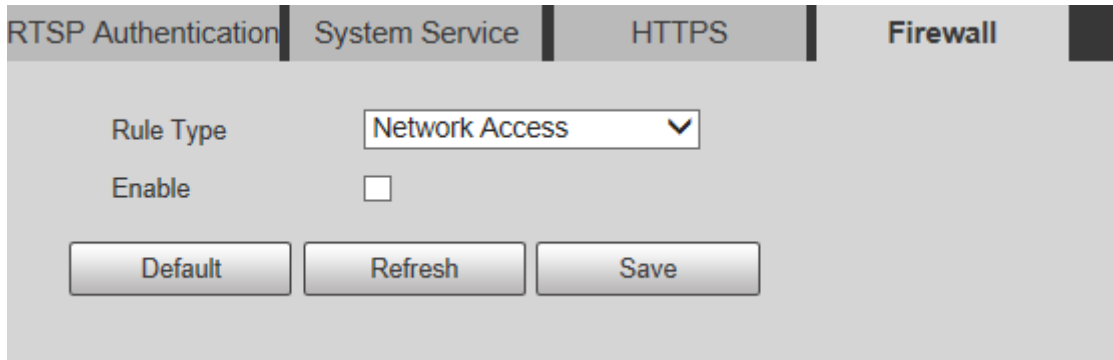 RTSP Authentication System Service HTTPS Firewall
Rule Type Network Access
Enable
Default Refresh Save